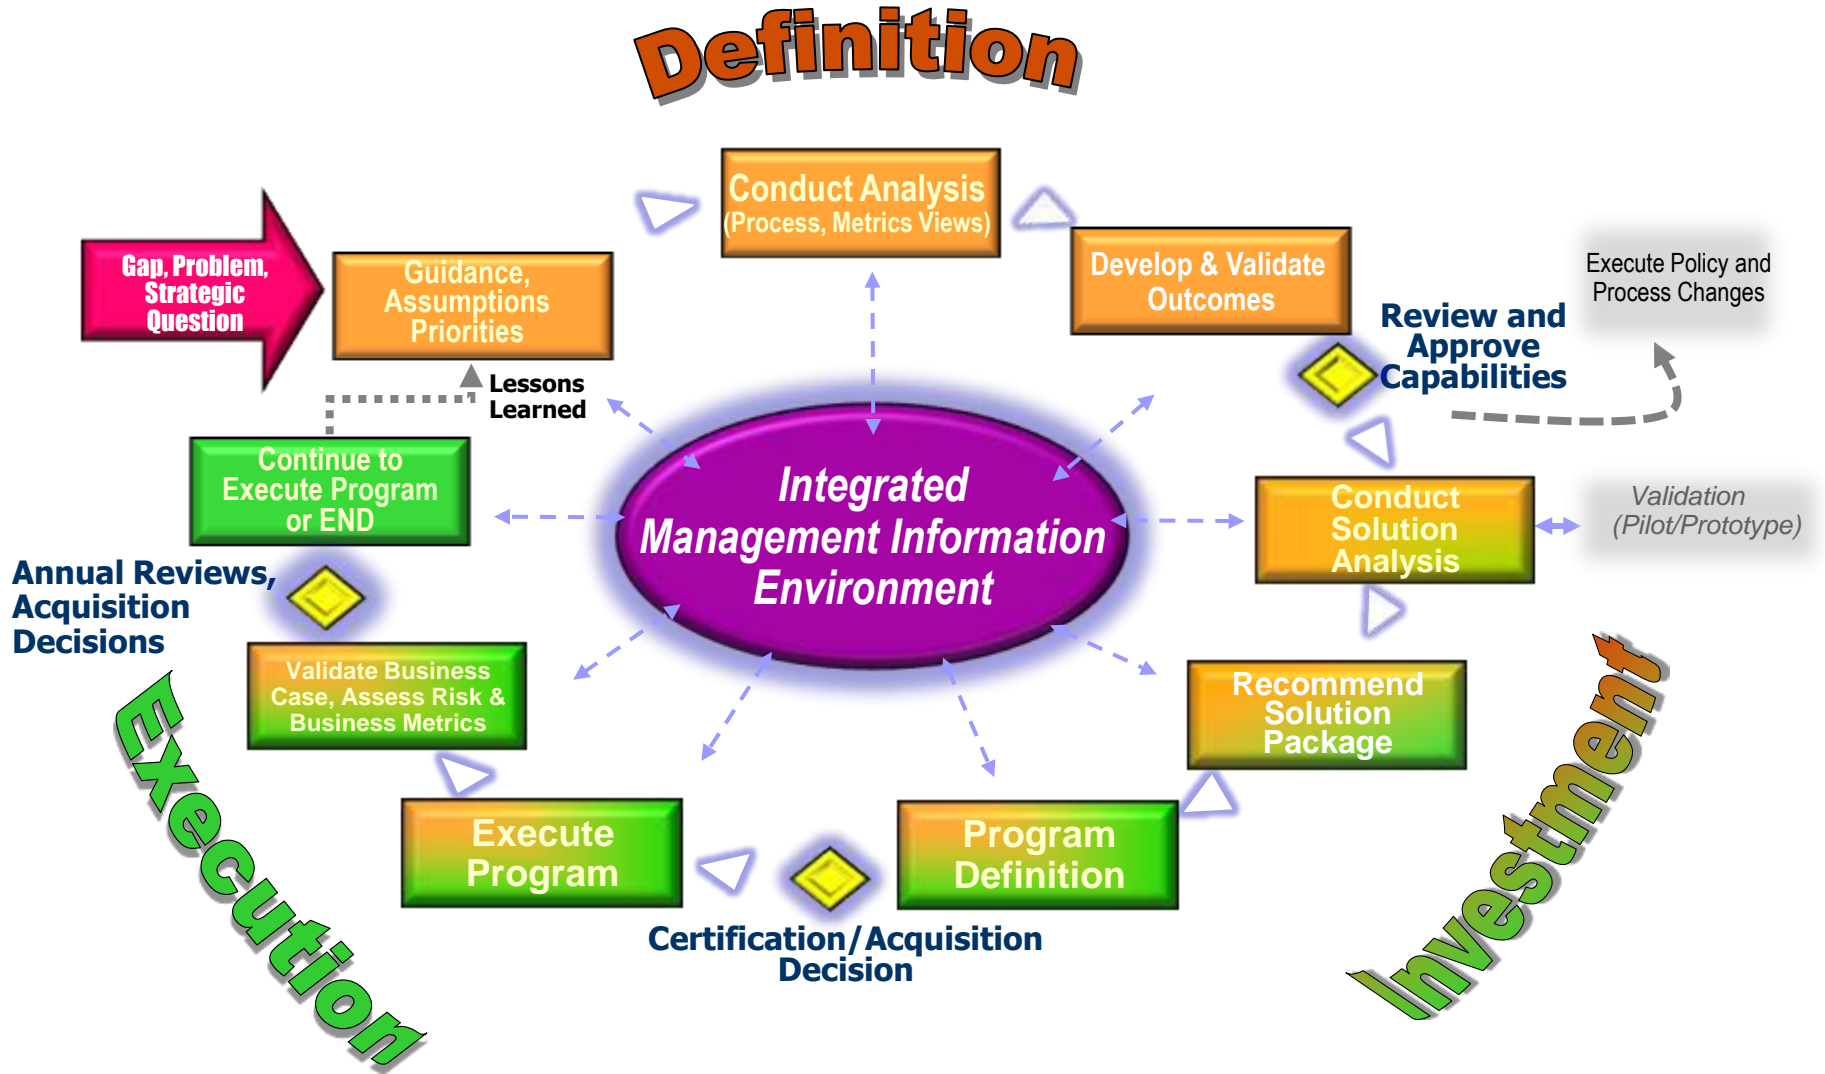 Definition
Conduct Analysis
(Process, Metrics Views)
Gap, Problem,
Strategic
Question
Guidance,
Assumptions
Priorities
Develop & Validate
Outcomes
Execute Policy and
Process Changes
Review and
Approve
Capabilities
Lessons
Learned
Continue to
Execute Program
or END
Integrated
Management Information
Environment
Conduct
Solution
Analysis
Validation
(Pilot/Prototype)
Annual Reviews,
Acquisition
Decisions
Validate Business
Case, Assess Risk &
Business Metrics
Recommend
Solution
Package
Execution
Investment
Execute
Program
Program
Definition
Certification/Acquisition
Decision